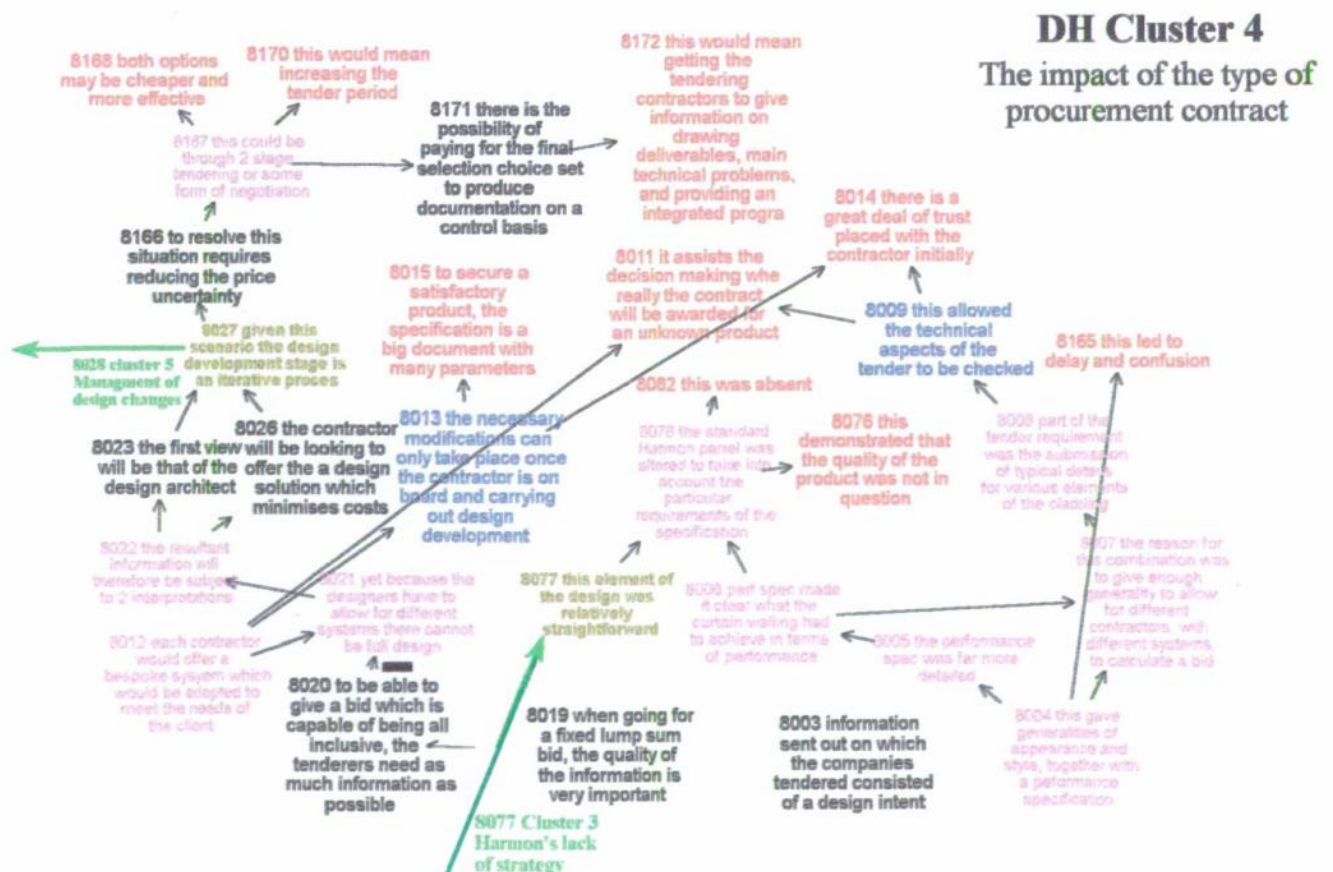 DH Cluster 4
The impact of the type of
procurement contract
8168 both options
may be cheaper and
more effective
8170 this would mean
increasing the
tender period
8172 this would mean
getting the
tendering
contractors to give
information on
drawing
deliverables, main
technical problems,
and providing an
integrated progra
8171 there is the
possibility of
paying for the final
selection choice set
to produce
documentation on a
control basis
8167 this could be
through 2 stage
tendering or some
form of negotiation
8166 to resolve this
situation requires
reducing the price
uncertainty
8014 there is a
great deal of trust
placed with the
contractor initially
8011 it assists the
decision making whe
really the contract
will be awarded for
an unknown product
8015 to secure a
satisfactory
product, the
specification is a
big document with
many parameters
8009 this allowed
the technical
aspects of the
tender to be checked
8165 this led to
delay and confusion
8027 given this
scenario the design
development stage is
an iterative proces
8028 cluster 5
Managment of
design changes
8082 this was absent
8023 the first view
will be that of the
design architect
8026 the contractor
will be looking to
offer the a design
solution which
minimises costs
8013 the necessary
modifications can
only take place once
the contractor is on
board and carrying
out design
development
8078 the standard
Harmon panel was
altered to take into
account the
particular
requirements of the
specification
8076 this
demonstrated that
the quality of the
product was not in
question
8008 part of the
tender requirement
was the submission
of typical details
for various elements
of the cladding
8022 the resultant
information will
therefore be subject
to 2 interpretations
8021 yet because the
designers have to
allow for different
systems there cannot
be full design
8077 this element of
the design was
relatively
straightforward
8006 perf spec made
it clear what the
curtain walling had
to achieve in terms
of performance
8007 the reason for
this combination was
to give enough
generality to allow
for different
contractors, with
different systems,
to calculate a bid
8012 each contractor
would offer a
bespoke system which
would be adapted to
meet the needs of
the client
8005 the performance
spec was far more
detailed
8020 to be able to
give a bid which is
capable of being all
inclusive, the
tenderers need as
much information as
possible
8019 when going for
a fixed lump sum
bid, the quality of
the information is
very important
8003 information
sent out on which
the companies
tendered consisted
of a design intent
8004 this gave
generalities of
appearance and
style, together with
a peformance
specification
8077 Cluster 3
Harmon's lack
of strategy